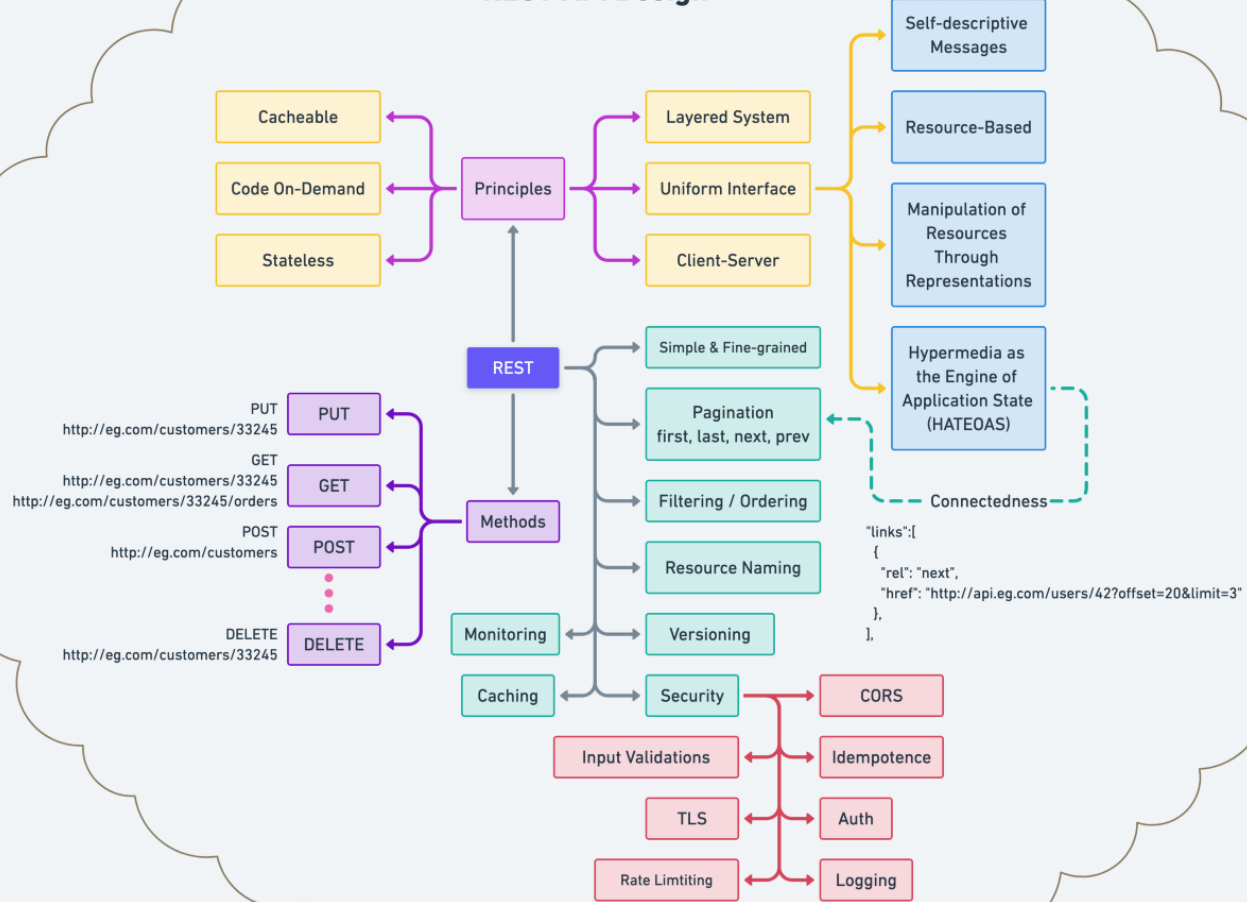 REST API Design
Self-descriptive
Messages
Cacheable
Layered System
Resource-Based
Code On-Demand
Principles
Uniform Interface
Manipulation of
Resources
Through
Representations
Stateless
Client-Server
Simple & Fine-grained
REST
Hypermedia as
the Engine of
Application State
(HATEOAS)
PUT
http://eg.com/customers/33245
PUT
Pagination
first, last, next, prev
GET
http://eg.com/customers/33245
http://eg.com/customers/33245/orders
GET
Methods
Filtering / Ordering
Connectedness
POST
http://eg.com/customers
POST
Resource Naming
"links":[
{
"rel": "next",
"href": "http://api.eg.com/users/42?offset=20&limit=3"
},
],
DELETE
http://eg.com/customers/33245
DELETE
Monitoring
Versioning
Caching
Security
CORS
Input Validations
Idempotence
TLS
Auth
Rate Limtiting
Logging